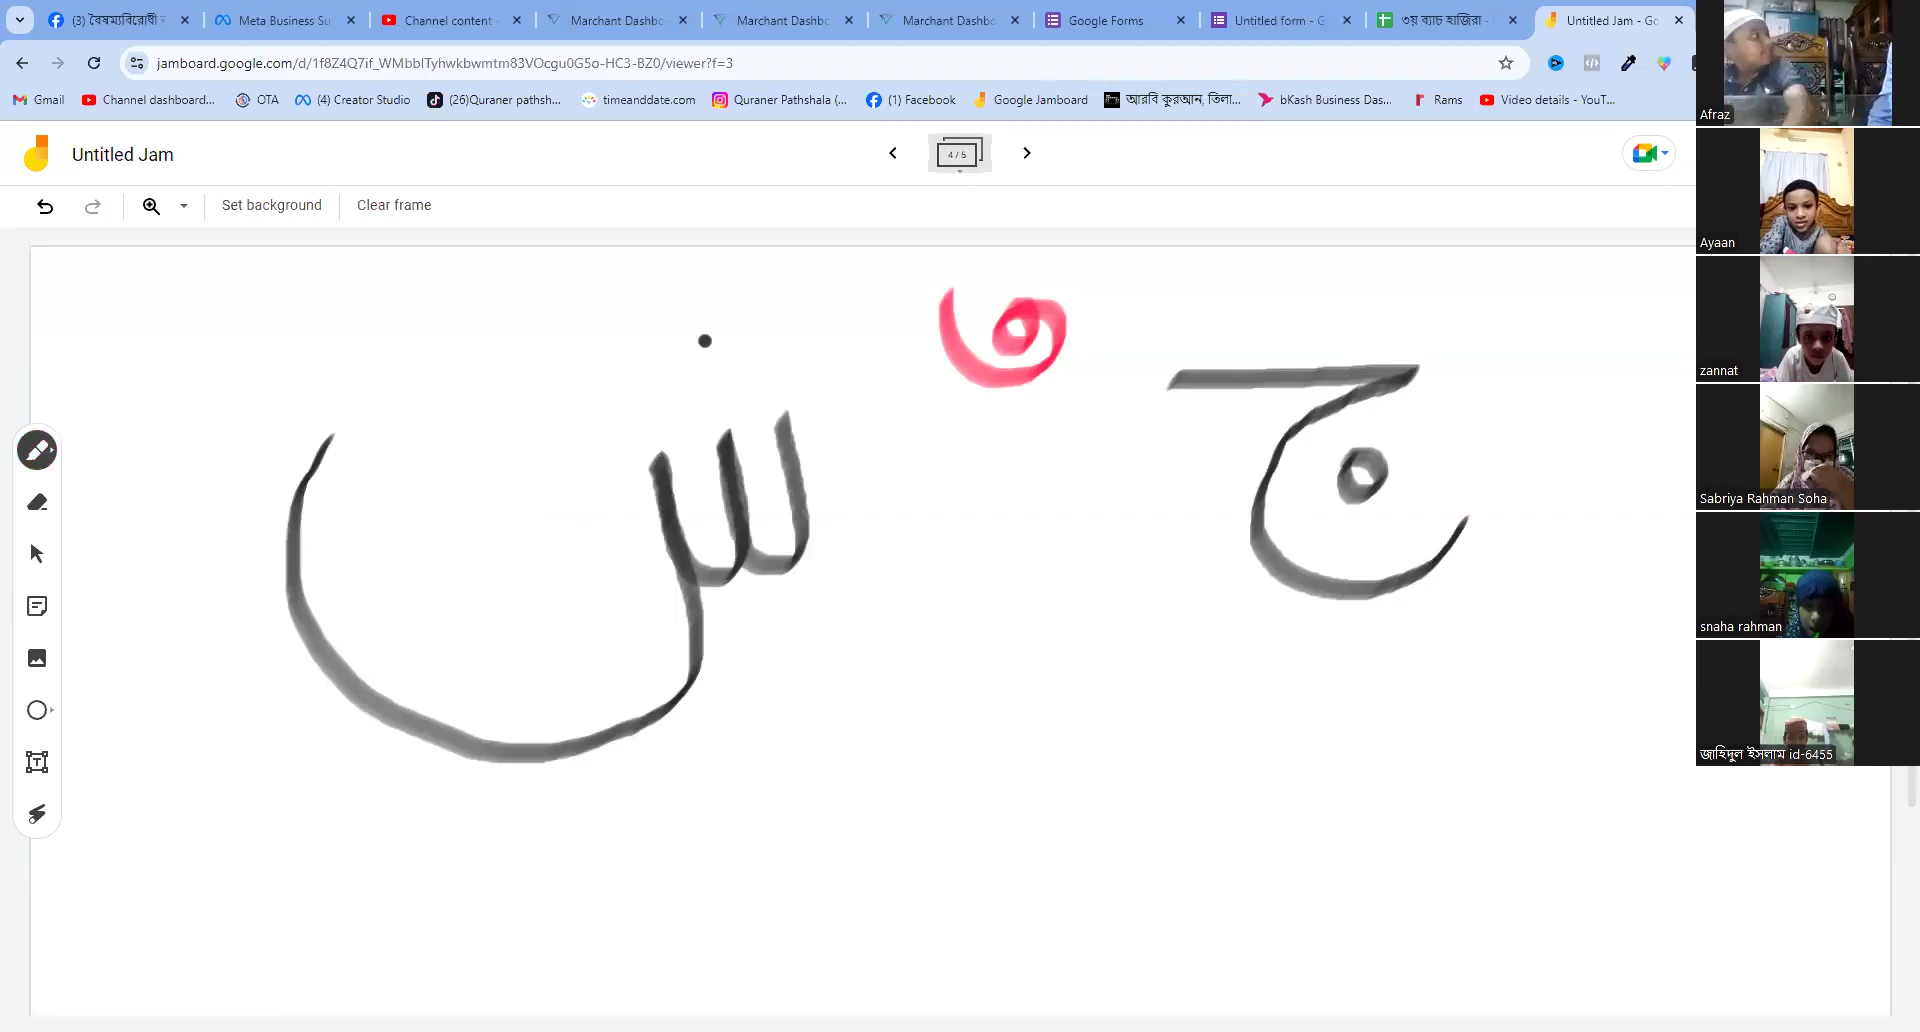 (3) বৈষম্যবিরোধী
Meta Business Su
Channel content -
Marchant Dashbo
Marchant Dashbo
Marchant Dashbo
Google Forms
Untitled form - G
৩য় ব্যাচ হাজিরা -
Untitled Jam - Go
jamboard.google.com/d/1f8Z4Q7if_WMbbITyhwkbwmtm83VOcgu0G5o-HC3-BZ0/viewer?f=3
Gmail
Channel dashboard...
OTA
(4) Creator Studio
(26)Quraner pathsh...
timeanddate.com
Quraner Pathshala (...
(1) Facebook
Google Jamboard
আরবি কুরআন, তিলা...
bKash Business Das...
Rams
Video details - YouT...
Untitled Jam
4 / 5
Set background
Clear frame
৩
ج
س
Afraz
Ayaan
zannat
Sabriya Rahman Soha
snaha rahman
জাহিদুল ইসলাম id-6455